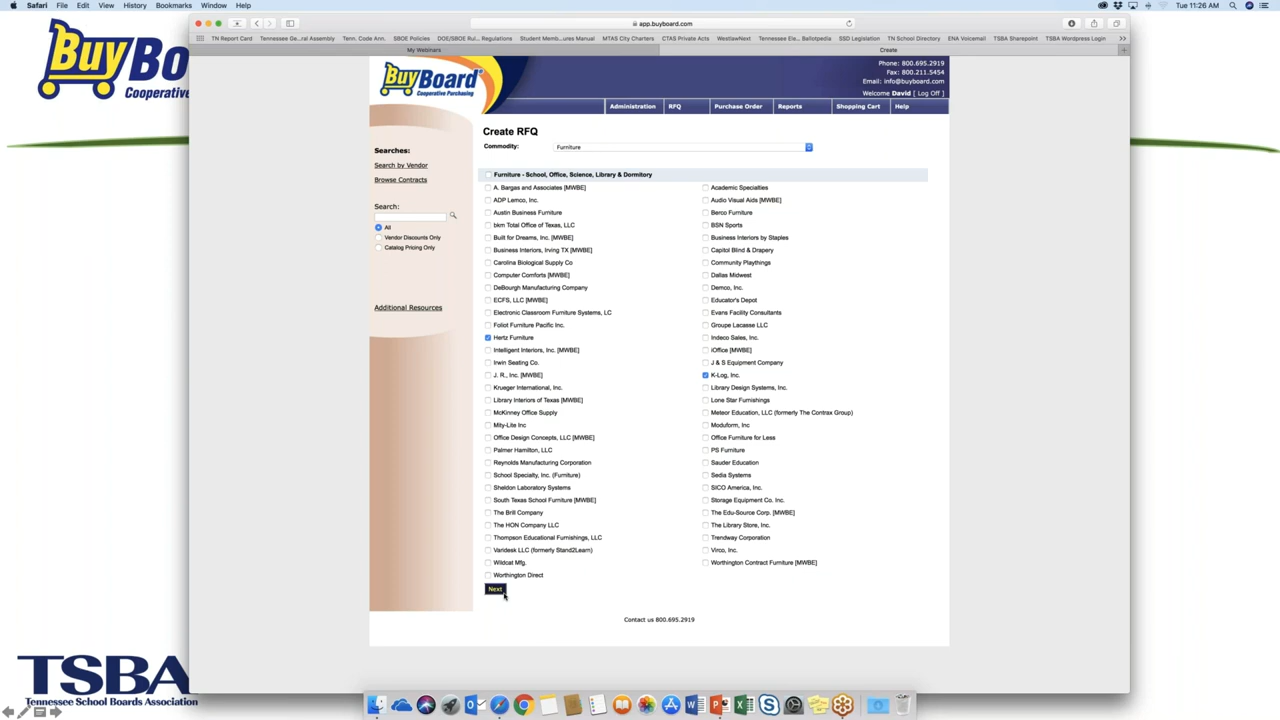 Safari File Edit View History Bookmarks Window Help
Tue 11:26 AM
BuyBo
Cooperative
app.buyboard.com
TN Report Card Tennessee Ge...al Assembly Tenn. Code Ann. SBOE Policies DOE/SBOE Rul... Regulations Student Memb...ures Manual MTAS City Charters CTAS Private Acts WestlawNext Tennessee Ele... Ballotpedia SSD Legislation TN School Directory ENA Voicemail TSBA Sharepoint TSBA Wordpress Login
My Webinars
Create
BuyBoard
Cooperative Purchasing
Phone: 800.695.2919
Fax: 800.211.5454
Email: info@buyboard.com
Welcome David [ Log Off ]
Administration RFQ Purchase Order Reports Shopping Cart Help
Searches:
Search by Vendor
Browse Contracts
Search:
All
Vendor Discounts Only
Catalog Pricing Only
Additional Resources
Create RFQ
Commodity: Furniture
Furniture - School, Office, Science, Library & Dormitory
A. Bargas and Associates [MWBE] Academic Specialties
ADP Lemco, Inc. Audio Visual Aids [MWBE]
Austin Business Furniture Berco Furniture
bkm Total Office of Texas, LLC BSN Sports
Built for Dreams, Inc. [MWBE] Business Interiors by Staples
Business Interiors, Irving TX [MWBE] Capitol Blind & Drapery
Carolina Biological Supply Co Community Playthings
Computer Comforts [MWBE] Dallas Midwest
DeBourgh Manufacturing Company Demco, Inc.
ECFS, LLC [MWBE] Educator's Depot
Electronic Classroom Furniture Systems, LC Evans Facility Consultants
Foliot Furniture Pacific Inc. Groupe Lacasse LLC
Hertz Furniture Indeco Sales, Inc.
Intelligent Interiors, Inc. [MWBE] iOffice [MWBE]
Irwin Seating Co. J & S Equipment Company
J. R., Inc. [MWBE] K-Log, Inc.
Krueger International, Inc. Library Design Systems, Inc.
Library Interiors of Texas [MWBE] Lone Star Furnishings
McKinney Office Supply Meteor Education, LLC (formerly The Contrax Group)
Mity-Lite Inc Moduform, Inc
Office Design Concepts, LLC [MWBE] Office Furniture for Less
Palmer Hamilton, LLC PS Furniture
Reynolds Manufacturing Corporation Sauder Education
School Specialty, Inc. (Furniture) Sedia Systems
Sheldon Laboratory Systems SICO America, Inc.
South Texas School Furniture [MWBE] Storage Equipment Co. Inc.
The Brill Company The Edu-Source Corp. [MWBE]
The HON Company LLC The Library Store, Inc.
Thompson Educational Furnishings, LLC Trendway Corporation
Varidesk LLC (formerly Stand2Learn) Virco, Inc.
Wildcat Mfg. Worthington Contract Furniture [MWBE]
Worthington Direct
Next
Contact us 800.695.2919
TSBA
Tennessee School Boards Association